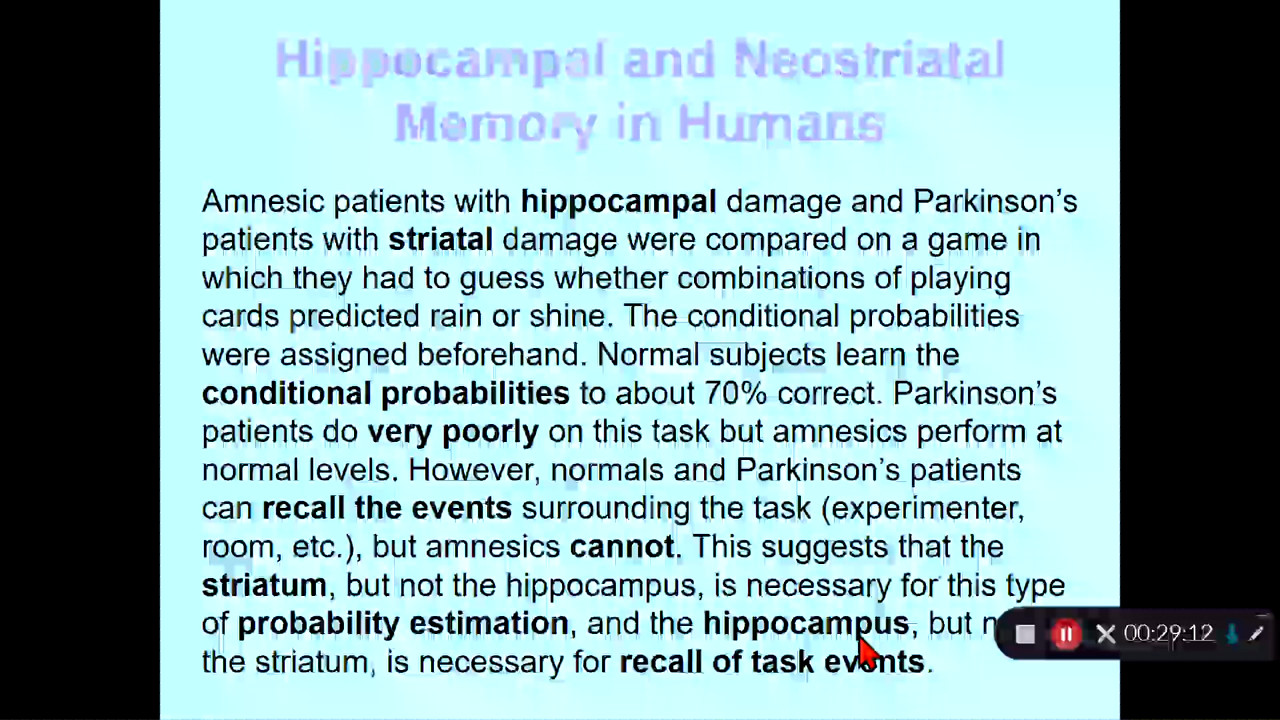 Hippocampal and Neostriatal
Memory in Humans
Amnesic patients with hippocampal damage and Parkinson's
patients with striatal damage were compared on a game in
which they had to guess whether combinations of playing
cards predicted rain or shine. The conditional probabilities
were assigned beforehand. Normal subjects learn the
conditional probabilities to about 70% correct. Parkinson's
patients do very poorly on this task but amnesics perform at
normal levels. However, normals and Parkinson's patients
can recall the events surrounding the task (experimenter,
room, etc.), but amnesics cannot. This suggests that the
striatum, but not the hippocampus, is necessary for this type
of probability estimation, and the hippocampus, but
the striatum, is necessary for recall of task events.
00:29:12